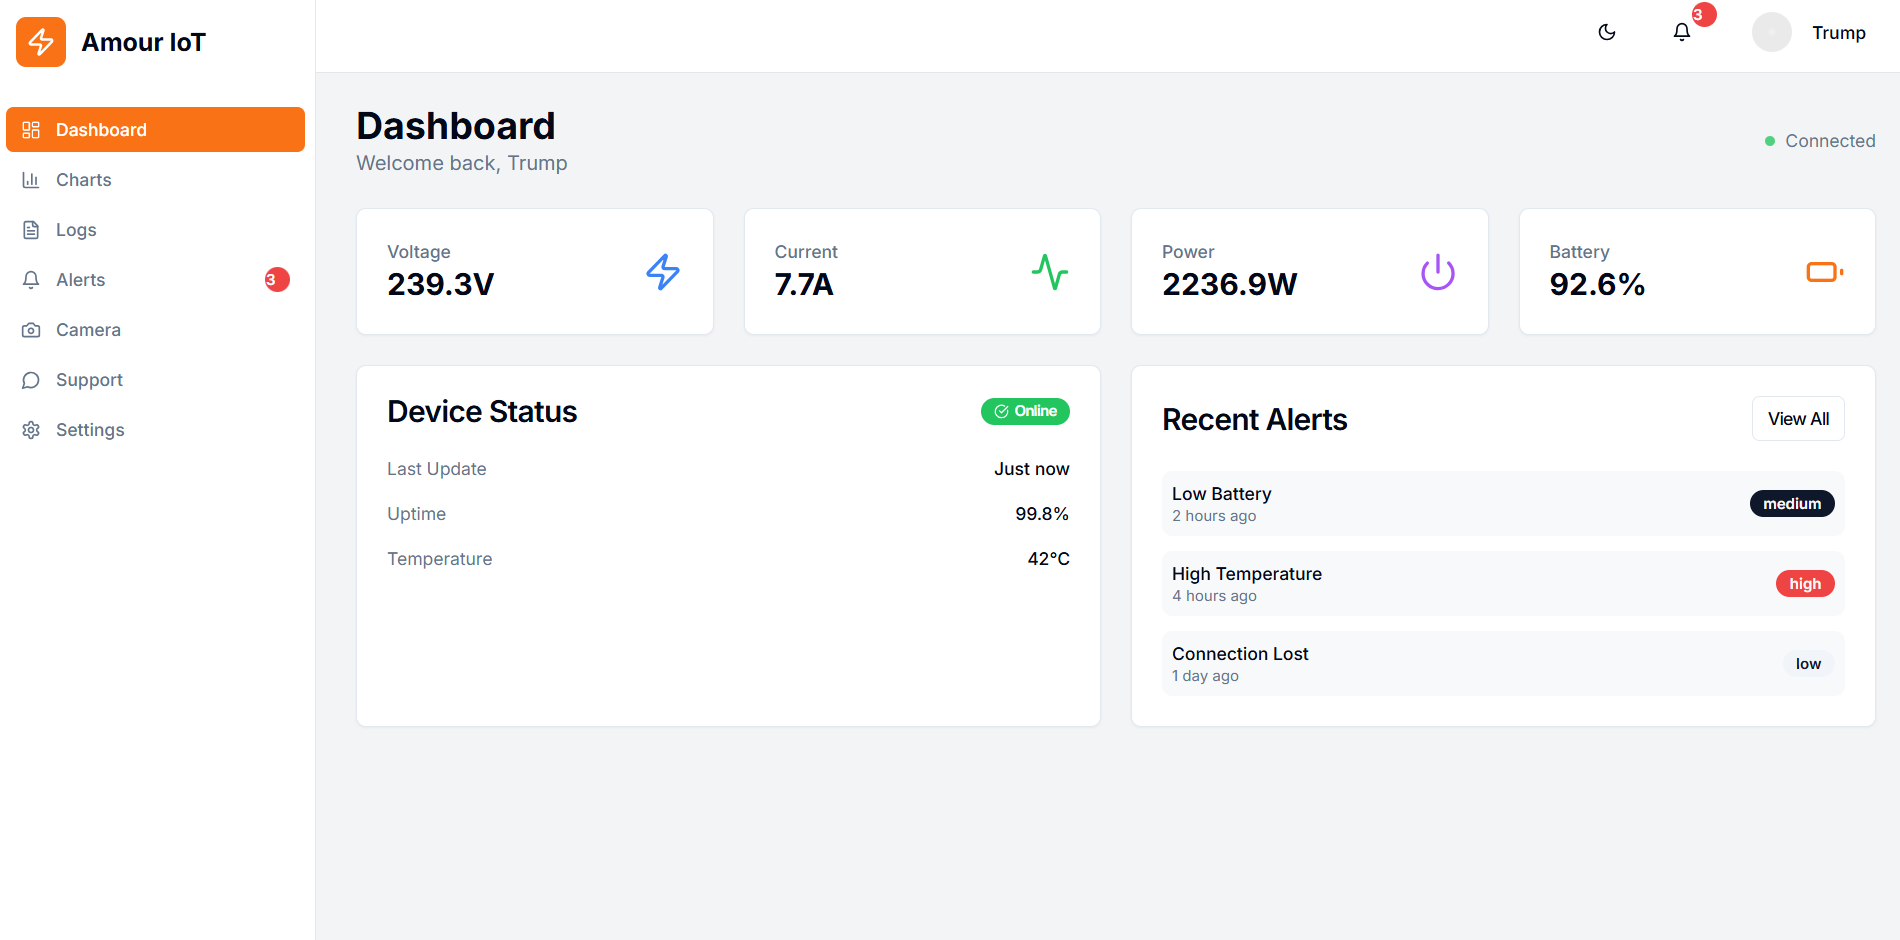 Amour IoT
Dashboard
Charts
Logs
Alerts
3
Camera
Support
Settings
3
Trump
Dashboard
Welcome back, Trump
Connected
Voltage
239.3V
Current
7.7A
Power
2236.9W
Battery
92.6%
Device Status
Online
Last Update
Just now
Uptime
99.8%
Temperature
42°C
Recent Alerts
View All
Low Battery
2 hours ago
medium
High Temperature
4 hours ago
high
Connection Lost
1 day ago
low